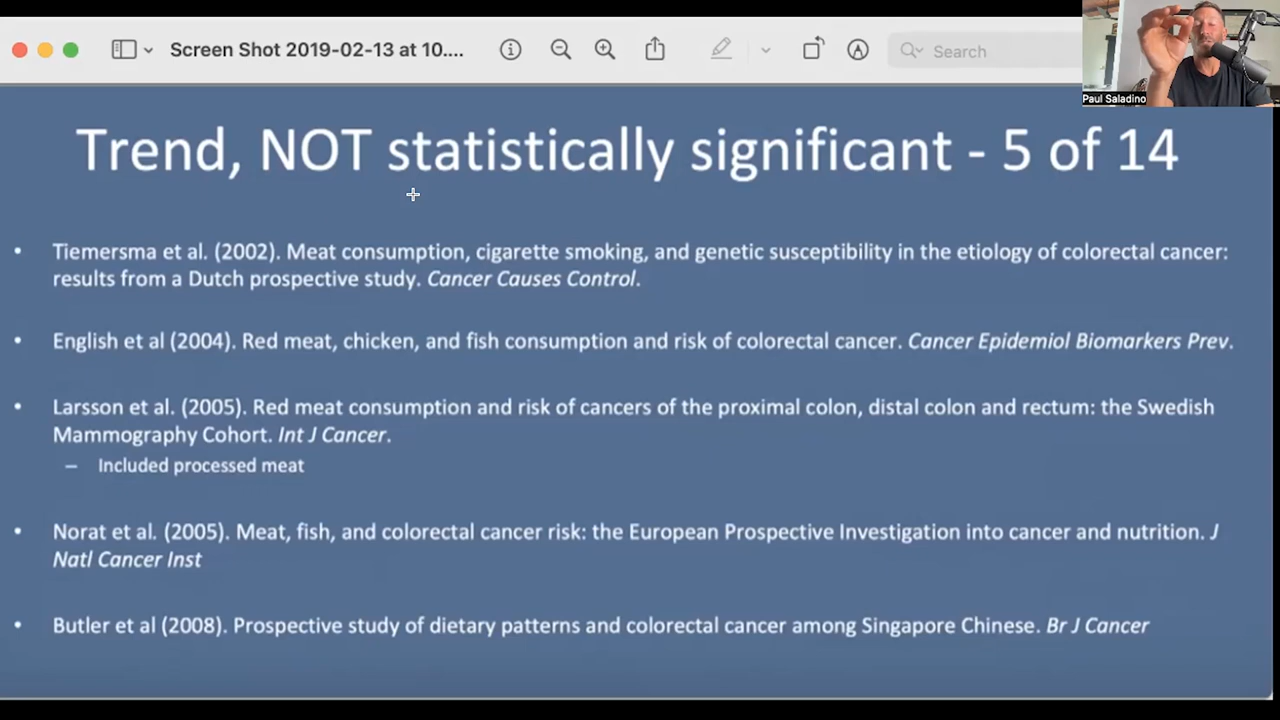 Screen Shot 2019-02-13 at 10....
Search
Paul Saladino
Trend, NOT statistically significant - 5 of 14
• Tiemersma et al. (2002). Meat consumption, cigarette smoking, and genetic susceptibility in the etiology of colorectal cancer:
results from a Dutch prospective study. Cancer Causes Control.
• English et al (2004). Red meat, chicken, and fish consumption and risk of colorectal cancer. Cancer Epidemiol Biomarkers Prev.
• Larsson et al. (2005). Red meat consumption and risk of cancers of the proximal colon, distal colon and rectum: the Swedish
Mammography Cohort. Int J Cancer.
– Included processed meat
• Norat et al. (2005). Meat, fish, and colorectal cancer risk: the European Prospective Investigation into cancer and nutrition. J
Natl Cancer Inst
• Butler et al (2008). Prospective study of dietary patterns and colorectal cancer among Singapore Chinese. Br J Cancer